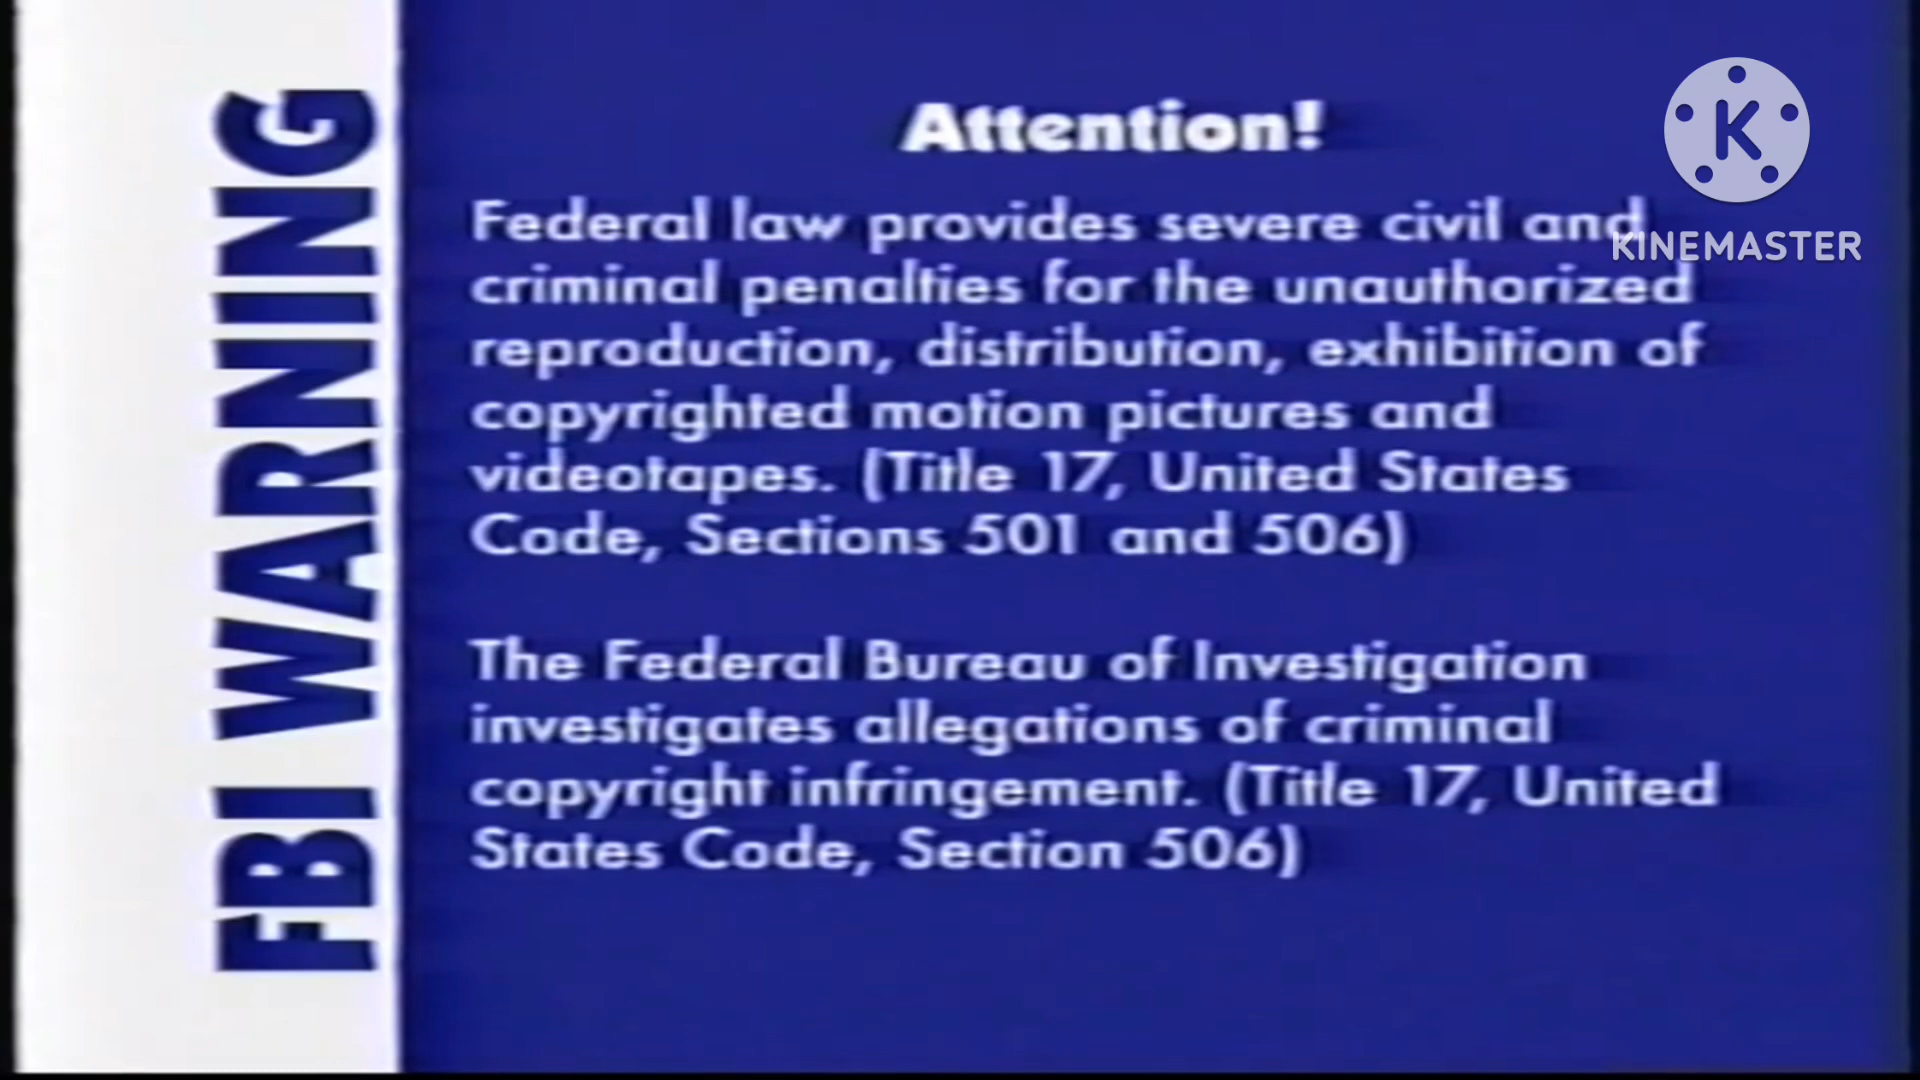 FBI WARNING
Attention!
Federal law provides severe civil and
criminal penalties for the unauthorized
reproduction, distribution, exhibition of
copyrighted motion pictures and
videotapes. (Title 17, United States
Code, Sections 501 and 506)
The Federal Bureau of Investigation
investigates allegations of criminal
copyright infringement. (Title 17, United
States Code, Section 506)
K
KINEMASTER